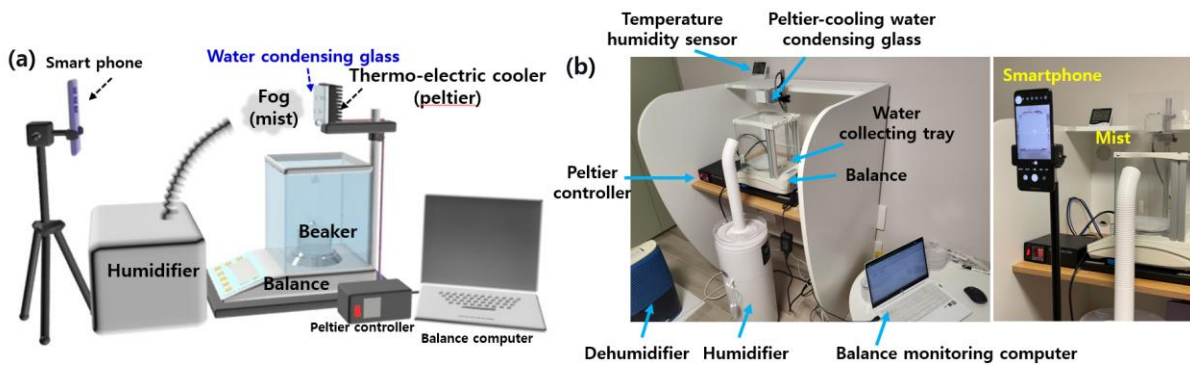 (a)
Smart phone
Water condensing glass
Thermo-electric cooler
(peltier)
Fog
(mist)
Humidifier
Beaker
Balance
Peltier controller
Balance computer
(b)
Temperature
humidity sensor
Peltier-cooling water
condensing glass
Water
collecting tray
Peltier
controller
Balance
Dehumidifier
Humidifier
Balance monitoring computer
Smartphone
Mist